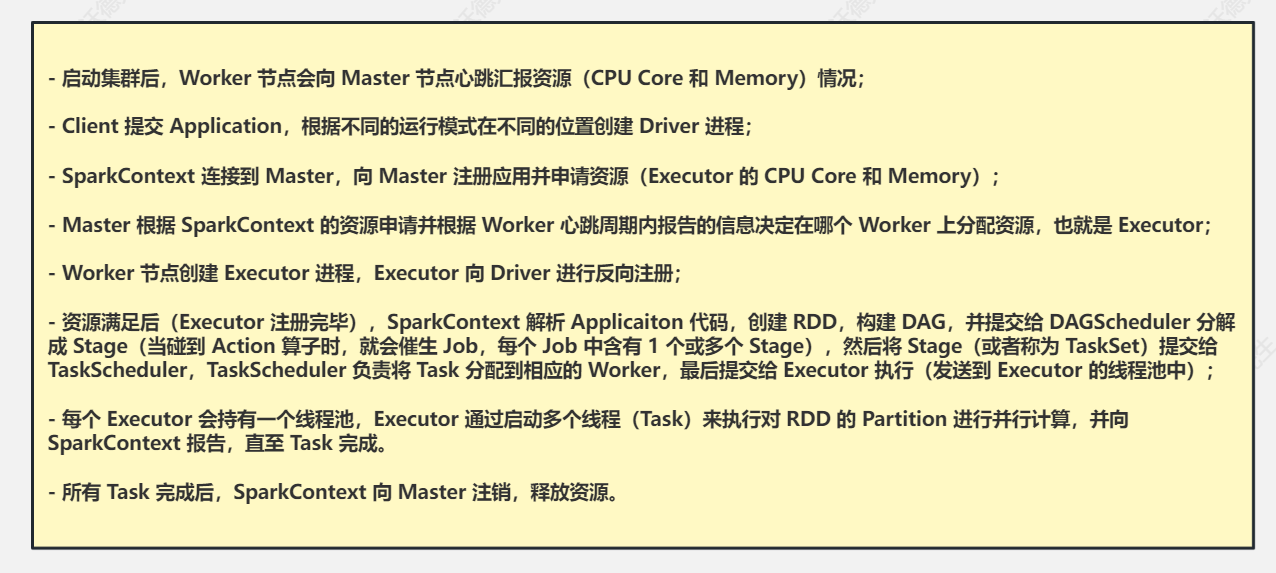 - 启动集群后，Worker 节点会向 Master 节点心跳汇报资源（CPU Core 和 Memory）情况；
- Client 提交 Application，根据不同的运行模式在不同的位置创建 Driver 进程；
- SparkContext 连接到 Master，向 Master 注册应用并申请资源（Executor 的 CPU Core 和 Memory）；
- Master 根据 SparkContext 的资源申请并根据 Worker 心跳周期内报告的信息决定在哪个 Worker 上分配资源，也就是 Executor；
- Worker 节点创建 Executor 进程，Executor 向 Driver 进行反向注册；
- 资源满足后（Executor 注册完毕），SparkContext 解析 Applicaiton 代码，创建 RDD，构建 DAG，并提交给 DAGScheduler 分解
成 Stage（当碰到 Action 算子时，就会催生 Job，每个 Job 中含有 1 个或多个 Stage），然后将 Stage（或者称为 TaskSet）提交给
TaskScheduler，TaskScheduler 负责将 Task 分配到相应的 Worker，最后提交给 Executor 执行（发送到 Executor 的线程池中）；
- 每个 Executor 会持有一个线程池，Executor 通过启动多个线程（Task）来执行对 RDD 的 Partition 进行并行计算，并向
SparkContext 报告，直至 Task 完成。
- 所有 Task 完成后，SparkContext 向 Master 注销，释放资源。